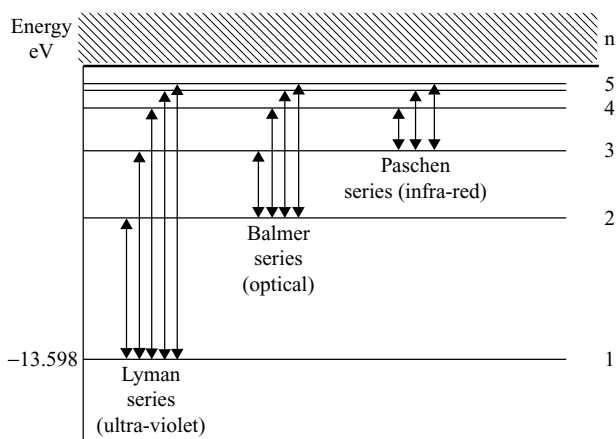 Energy
eV
n
5
4
3
Paschen
series (infra-red)
2
Balmer
series
(optical)
−13.598
1
Lyman
series
(ultra-violet)